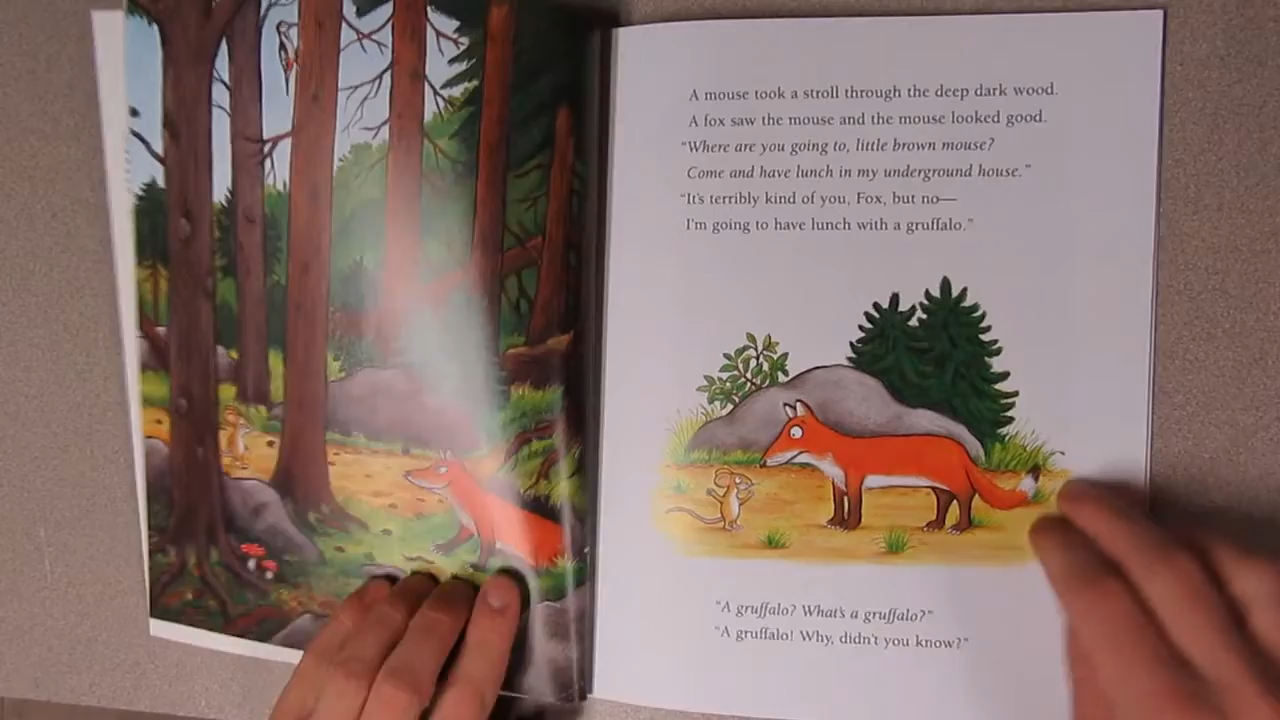 A mouse took a stroll through the deep dark wood.
A fox saw the mouse and the mouse looked good.
“Where are you going to, little brown mouse?
Come and have lunch in my underground house.”
“It's terribly kind of you, Fox, but no—
I'm going to have lunch with a gruffalo.”
“A gruffalo? What's a gruffalo?”
“A gruffalo! Why, didn't you know?”